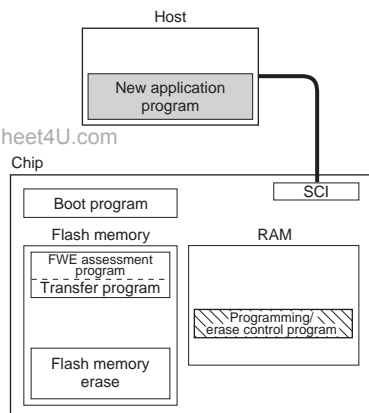 Host
New application
program
heet4U.com
Chip
SCI
Boot program
Flash memory
RAM
FWE assessment
program
Transfer program
Programming/
erase control program
Flash memory
erase